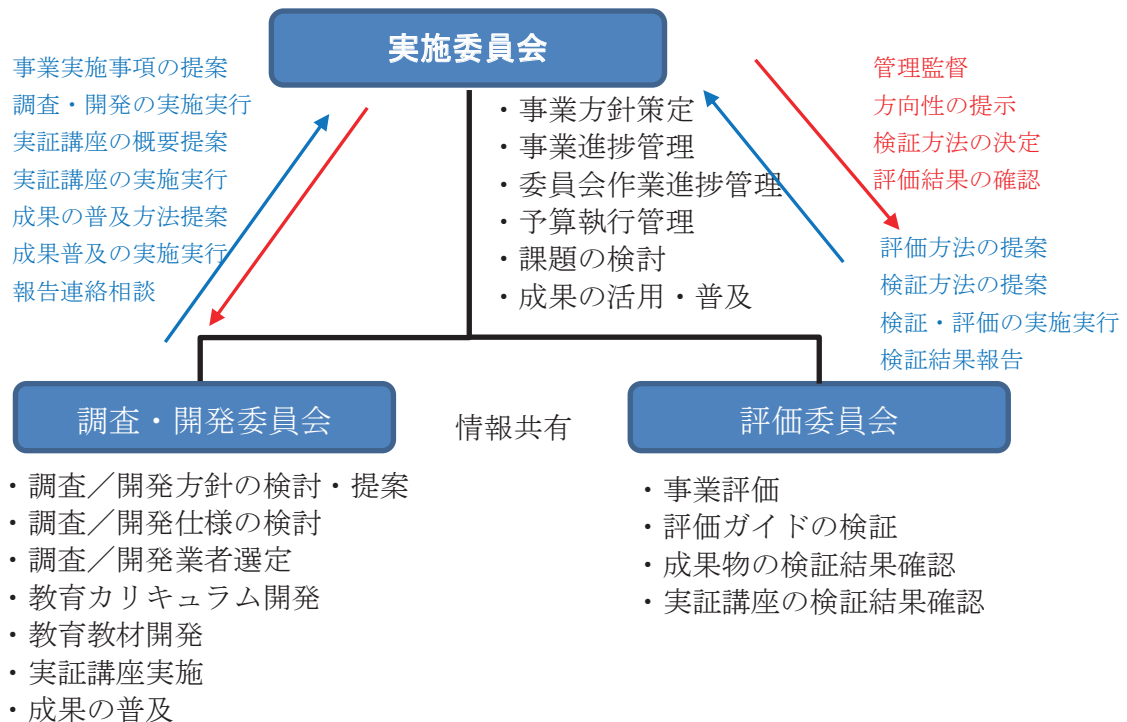 実施委員会
事業実施事項の提案
調査・開発の実施実行
実証講座の概要提案
実証講座の実施実行
成果の普及方法提案
成果普及の実施実行
報告連絡相談
・事業方針策定
・事業進捗管理
・委員会作業進捗管理
・予算執行管理
・課題の検討
・成果の活用・普及
管理監督
方向性の提示
検証方法の決定
評価結果の確認
評価方法の提案
検証方法の提案
検証・評価の実施実行
検証結果報告
調査・開発委員会
情報共有
評価委員会
・調査／開発方針の検討・提案
・調査／開発仕様の検討
・調査／開発業者選定
・教育カリキュラム開発
・教育教材開発
・実証講座実施
・成果の普及
・事業評価
・評価ガイドの検証
・成果物の検証結果確認
・実証講座の検証結果確認